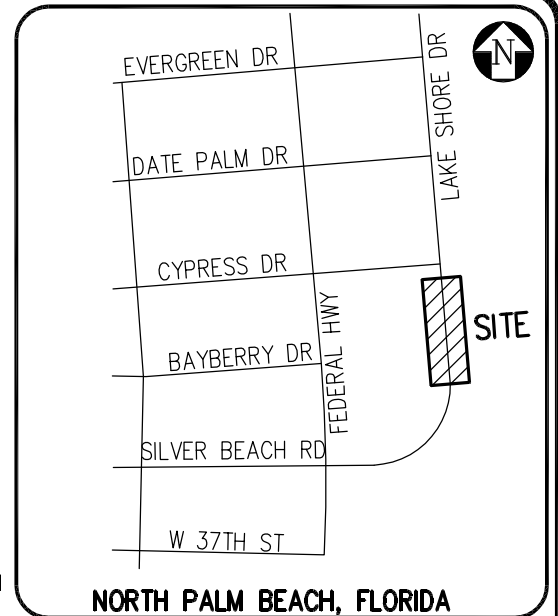 N
EVERGREEN DR
LAKE SHORE DR
DATE PALM DR
CYPRESS DR
FEDERAL HWY
SITE
BAYBERRY DR
SILVER BEACH RD
W 37TH ST
NORTH PALM BEACH, FLORIDA